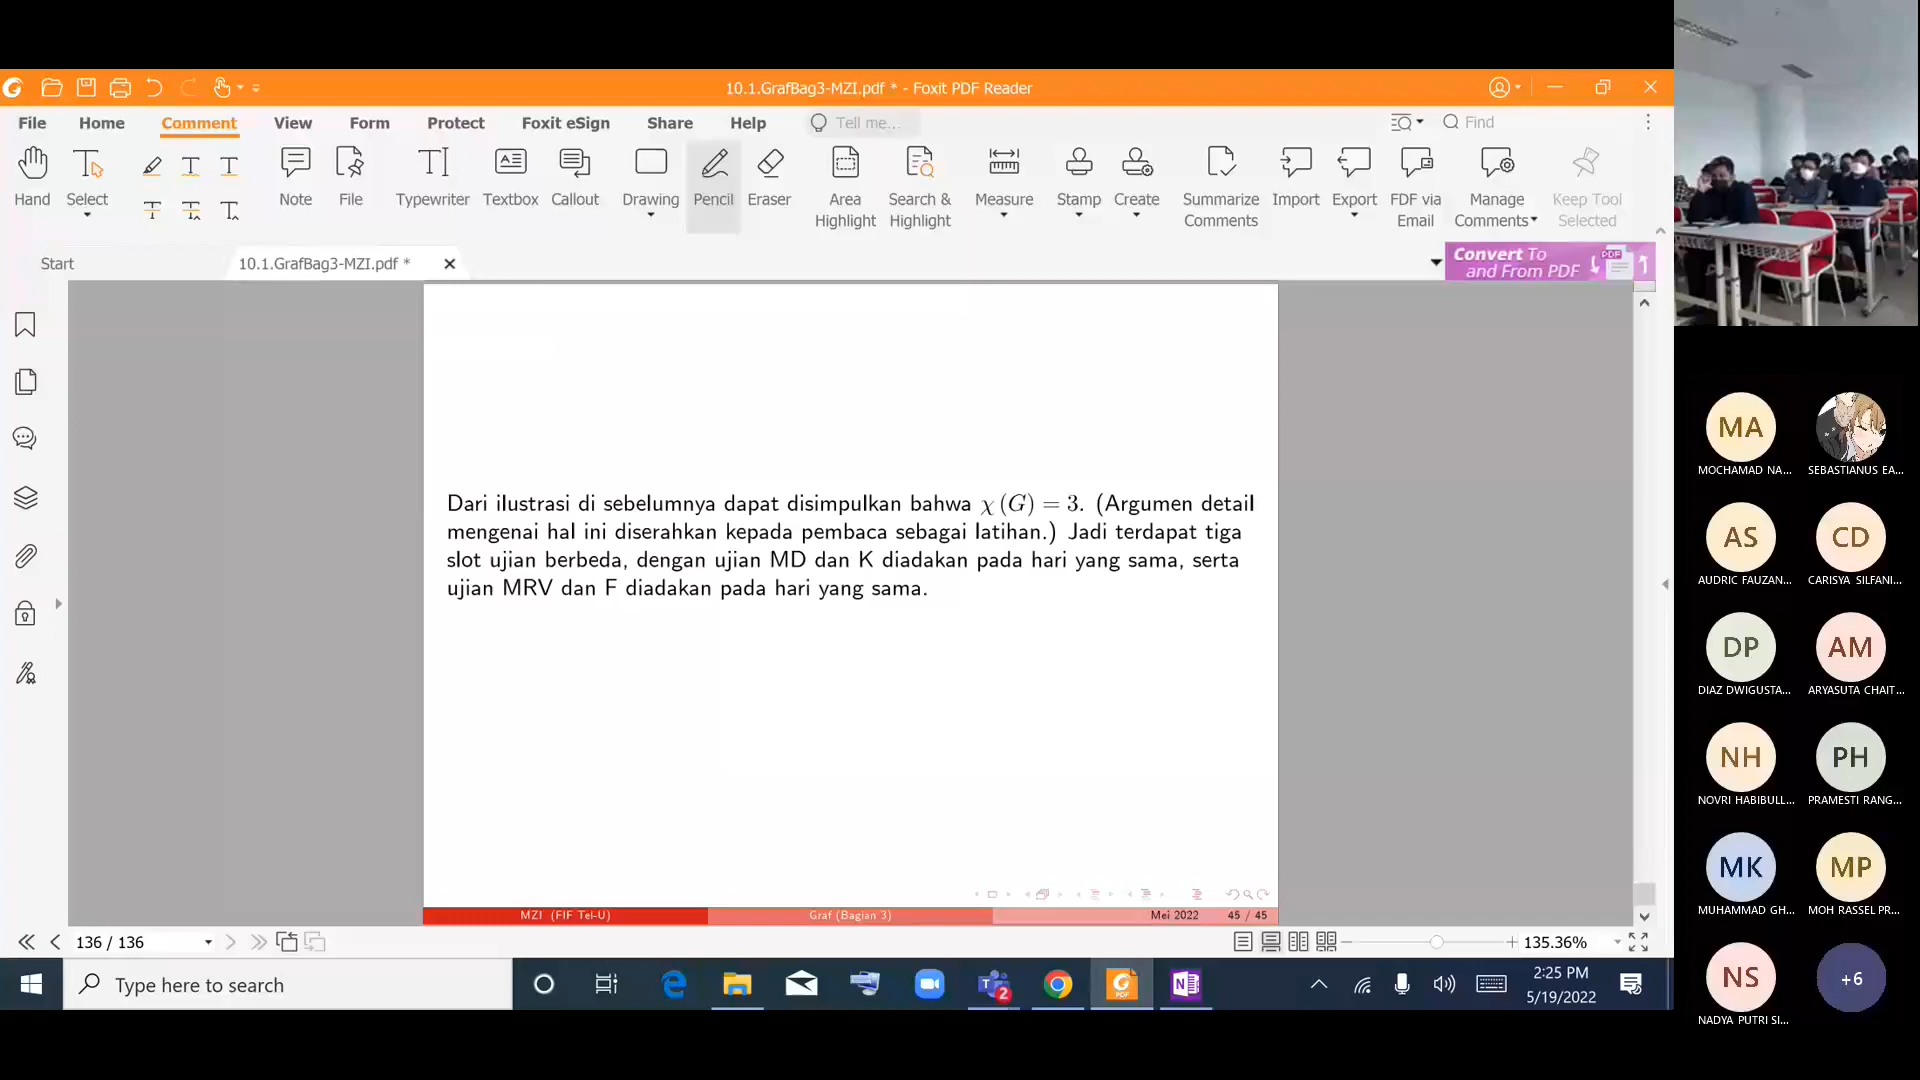 10.1.GrafBag3-MZI.pdf * - Foxit PDF Reader
File Home Comment View Form Protect Foxit eSign Share Help Tell me... Find
Hand Select Note File Typewriter Textbox Callout Drawing Pencil Eraser Area Highlight Search & Highlight Measure Stamp Create Summarize Comments Import Export FDF via Email Manage Comments Keep Tool Selected
Start 10.1.GrafBag3-MZI.pdf *
Convert To
and From PDF
PDF
Dari ilustrasi di sebelumnya dapat disimpulkan bahwa χ (G) = 3. (Argumen detail
mengenai hal ini diserahkan kepada pembaca sebagai latihan.) Jadi terdapat tiga
slot ujian berbeda, dengan ujian MD dan K diadakan pada hari yang sama, serta
ujian MRV dan F diadakan pada hari yang sama.
MZI (FIF Tel-U) Graf (Bagian 3) Mei 2022 45 / 45
136 / 136 135.36%
Type here to search
2
2:25 PM
5/19/2022
MA
MOCHAMAD NA... SEBASTIANUS EA...
AS CD
AUDRIC FAUZAN... CARISYA SILFANI...
DP AM
DIAZ DWIGUSTA... ARYASUTA CHAIT...
NH PH
NOVRI HABIBULL... PRAMESTI RANG...
MK MP
MUHAMMAD GH... MOH RASSEL PR...
NS +6
NADYA PUTRI SI...